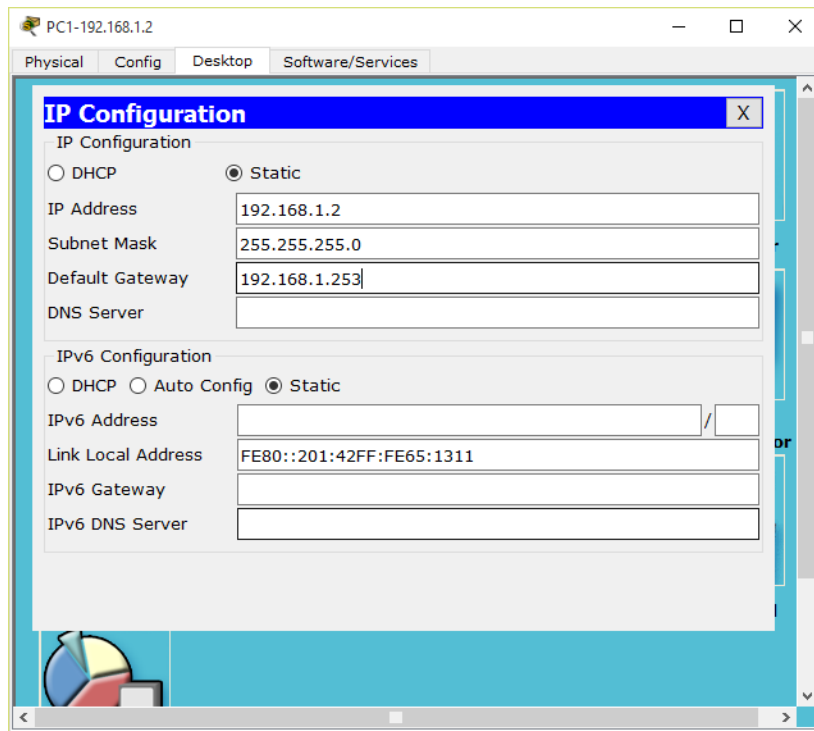 PC1-192.168.1.2
Physical Config Desktop Software/Services
IP Configuration X
IP Configuration
DHCP Static
IP Address 192.168.1.2
Subnet Mask 255.255.255.0
Default Gateway 192.168.1.253
DNS Server
IPv6 Configuration
DHCP Auto Config Static
IPv6 Address /
Link Local Address FE80::201:42FF:FE65:1311
IPv6 Gateway
or
IPv6 DNS Server